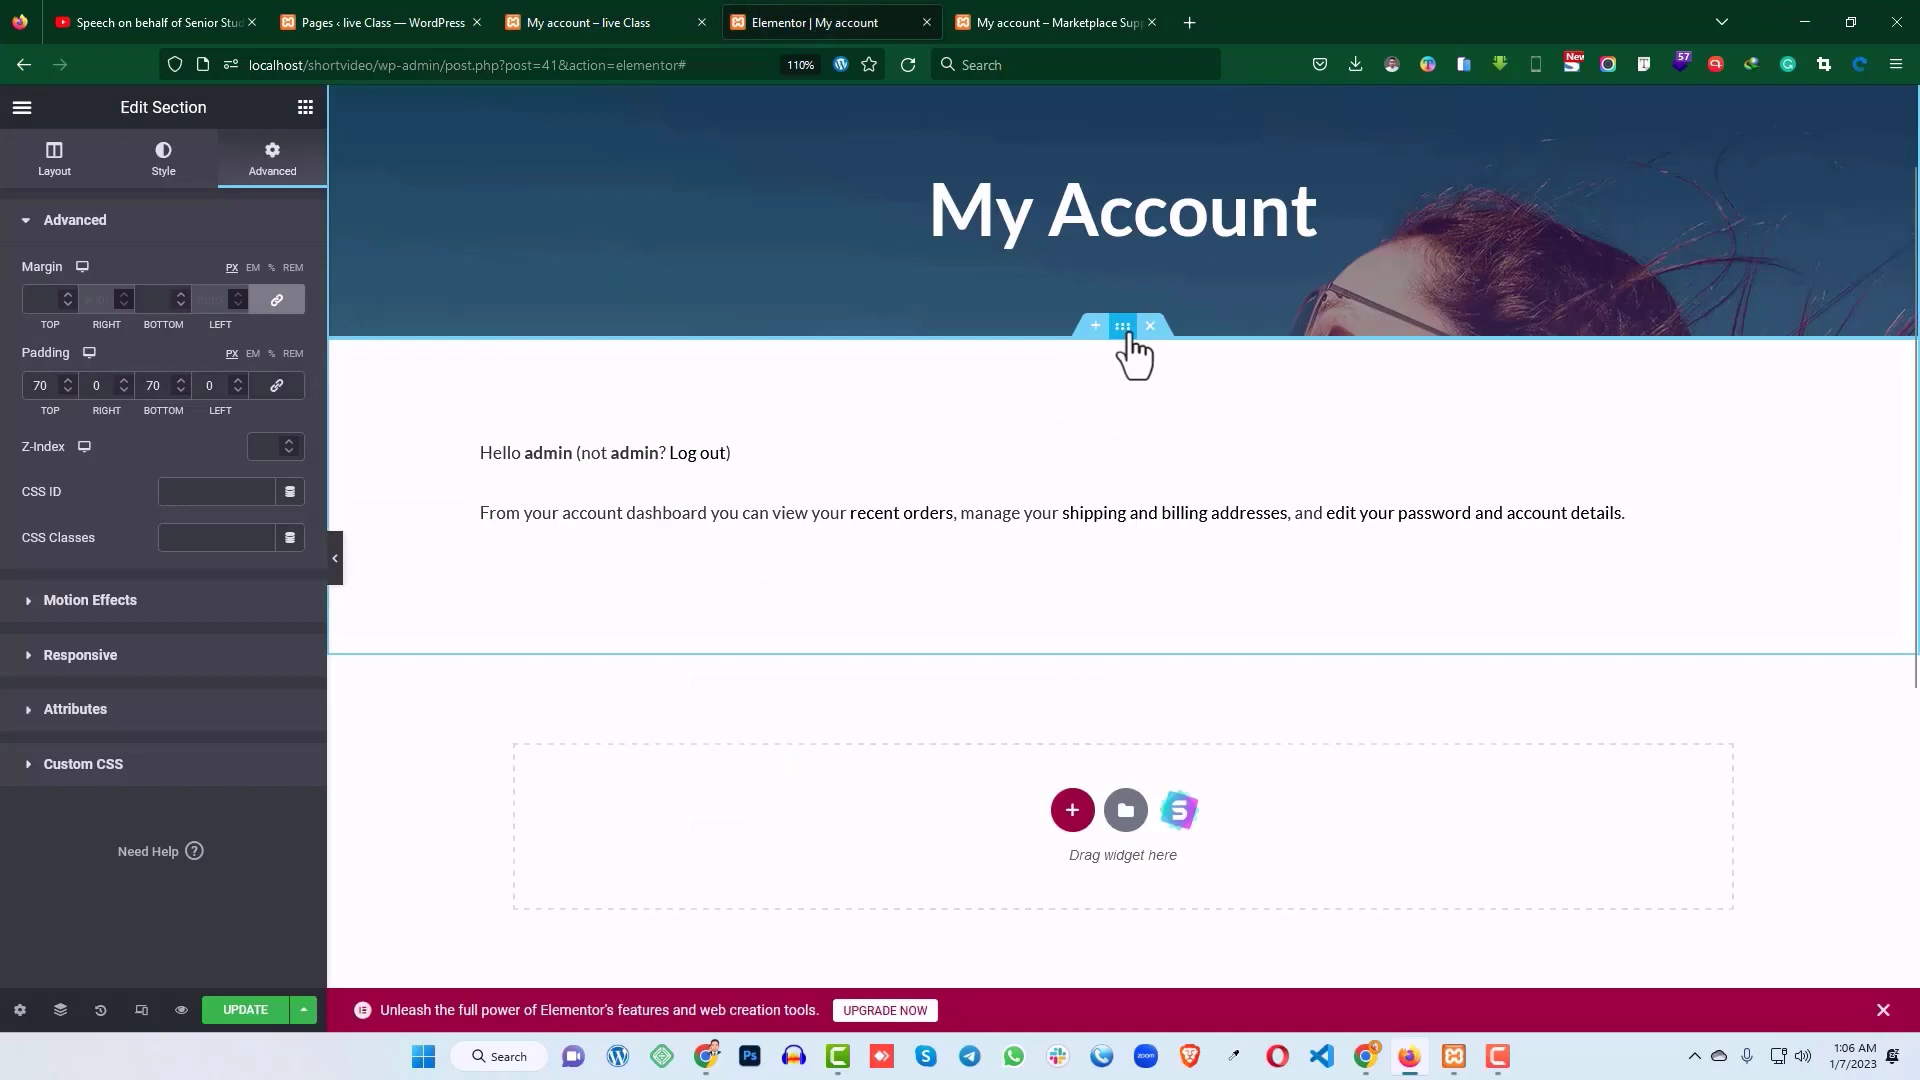 Speech on behalf of Senior Stud
Pages ‹ live Class — WordPress
My account – live Class
Elementor | My account
My account – Marketplace Supp
localhost/shortvideo/wp-admin/post.php?post=41&action=elementor#
110%
Search
New
57
Edit Section
Layout
Style
Advanced
Advanced
Margin
PX EM % REM
TOP RIGHT BOTTOM LEFT
Padding
PX EM % REM
70 0 70 0
TOP RIGHT BOTTOM LEFT
Z-Index
CSS ID
CSS Classes
Motion Effects
Responsive
Attributes
Custom CSS
Need Help ?
UPDATE
My Account
Hello admin (not admin? Log out)
From your account dashboard you can view your recent orders, manage your shipping and billing addresses, and edit your password and account details.
Drag widget here
Unleash the full power of Elementor's features and web creation tools.
UPGRADE NOW
Search
Ps
zoom
1:06 AM
1/7/2023